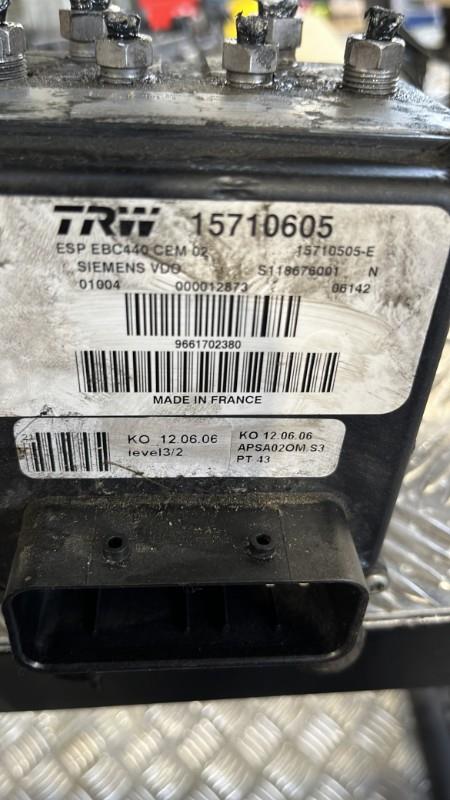 TRW 15710605
ESP EBC440 CEM 02 15710505-E
SIEMENS VDO S118676001 N
01004 000012873 06142
9661702380
MADE IN FRANCE
KO 12.06.06
level3/2
KO 12.06.06
APSA02OM S3
PT 43